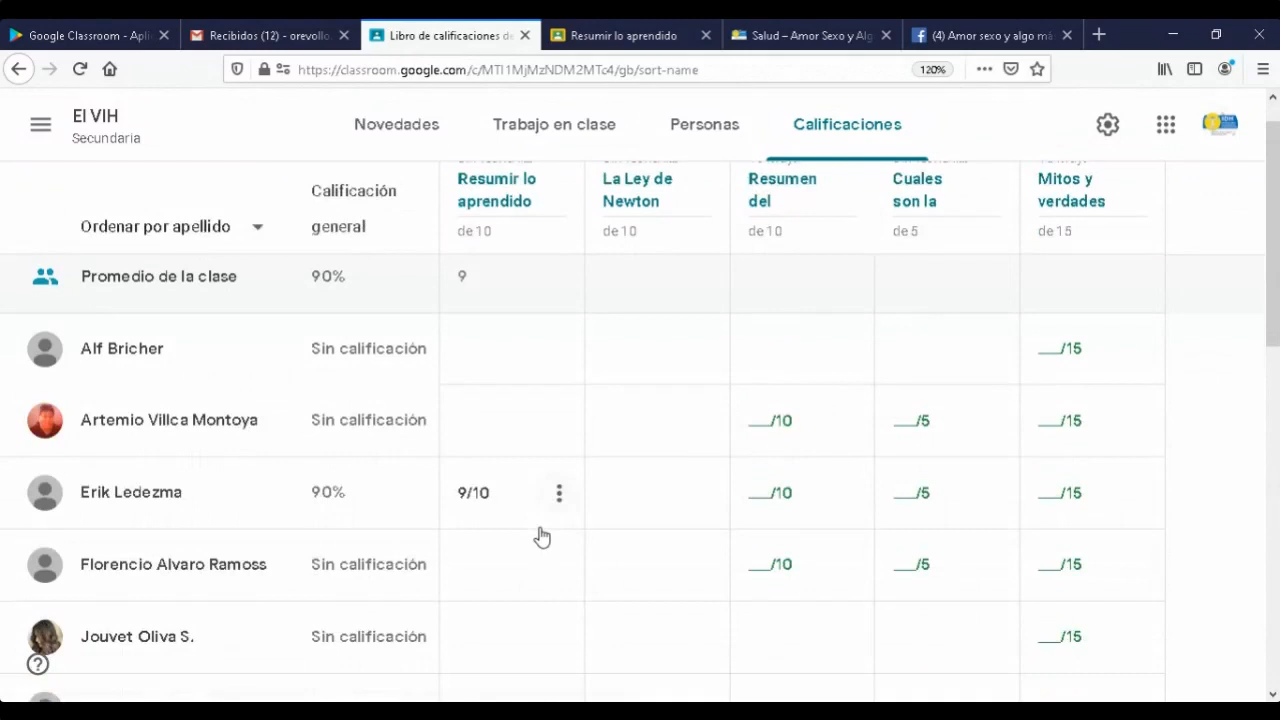 Google Classroom - Apli
Recibidos (12) - orevollo.
Libro de calificaciones de
Resumir lo aprendido
Salud – Amor Sexo y Alg
(4) Amor sexo y algo má
https://classroom.google.com/c/MTI1MjMzNDM2MTc4/gb/sort-name
120%
El VIH
Secundaria
Novedades
Trabajo en clase
Personas
Calificaciones
Ordenar por apellido
Calificación
general
Resumir lo
aprendido
de 10
La Ley de
Newton
de 10
Resumen
del
de 10
Cuales
son la
de 5
Mitos y
verdades
de 15
Promedio de la clase 90% 9
Alf Bricher Sin calificación ___/15
Artemio Villca Montoya Sin calificación ___/10 ___/5 ___/15
Erik Ledezma 90% 9/10 ___/10 ___/5 ___/15
Florencio Alvaro Ramoss Sin calificación ___/10 ___/5 ___/15
Jouvet Oliva S. Sin calificación ___/15